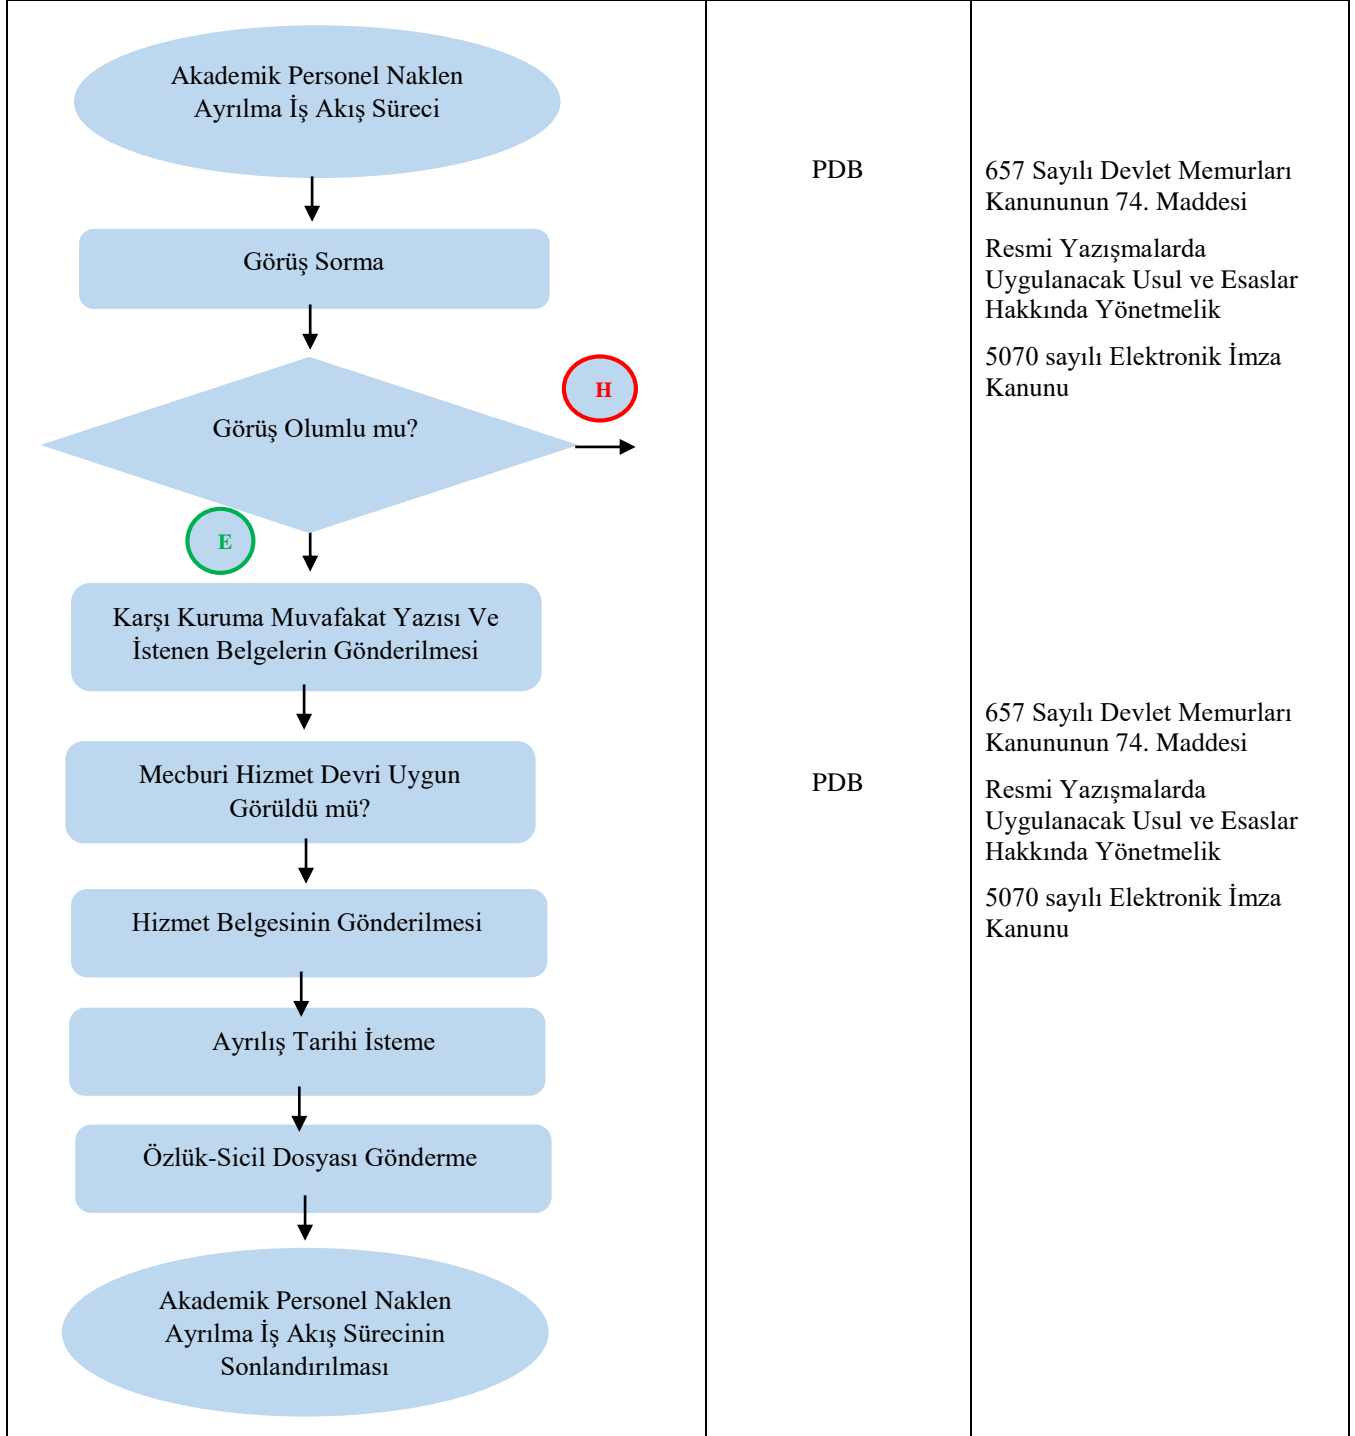 Akademik Personel Naklen
Ayrılma İş Akış Süreci
Görüş Sorma
Görüş Olumlu mu?
H
E
Karşı Kuruma Muvafakat Yazısı Ve
İstenen Belgelerin Gönderilmesi
Mecburi Hizmet Devri Uygun
Görüldü mü?
Hizmet Belgesinin Gönderilmesi
Ayrılış Tarihi İsteme
Özlük-Sicil Dosyası Gönderme
Akademik Personel Naklen
Ayrılma İş Akış Sürecinin
Sonlandırılması
PDB
PDB
657 Sayılı Devlet Memurları
Kanununun 74. Maddesi
Resmi Yazışmalarda
Uygulanacak Usul ve Esaslar
Hakkında Yönetmelik
5070 sayılı Elektronik İmza
Kanunu
657 Sayılı Devlet Memurları
Kanununun 74. Maddesi
Resmi Yazışmalarda
Uygulanacak Usul ve Esaslar
Hakkında Yönetmelik
5070 sayılı Elektronik İmza
Kanunu